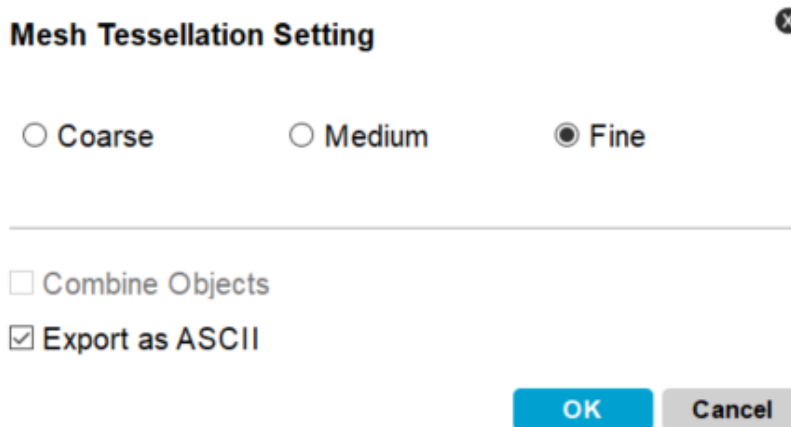 Mesh Tessellation Setting
Coarse Medium Fine
Combine Objects
Export as ASCII
OK Cancel